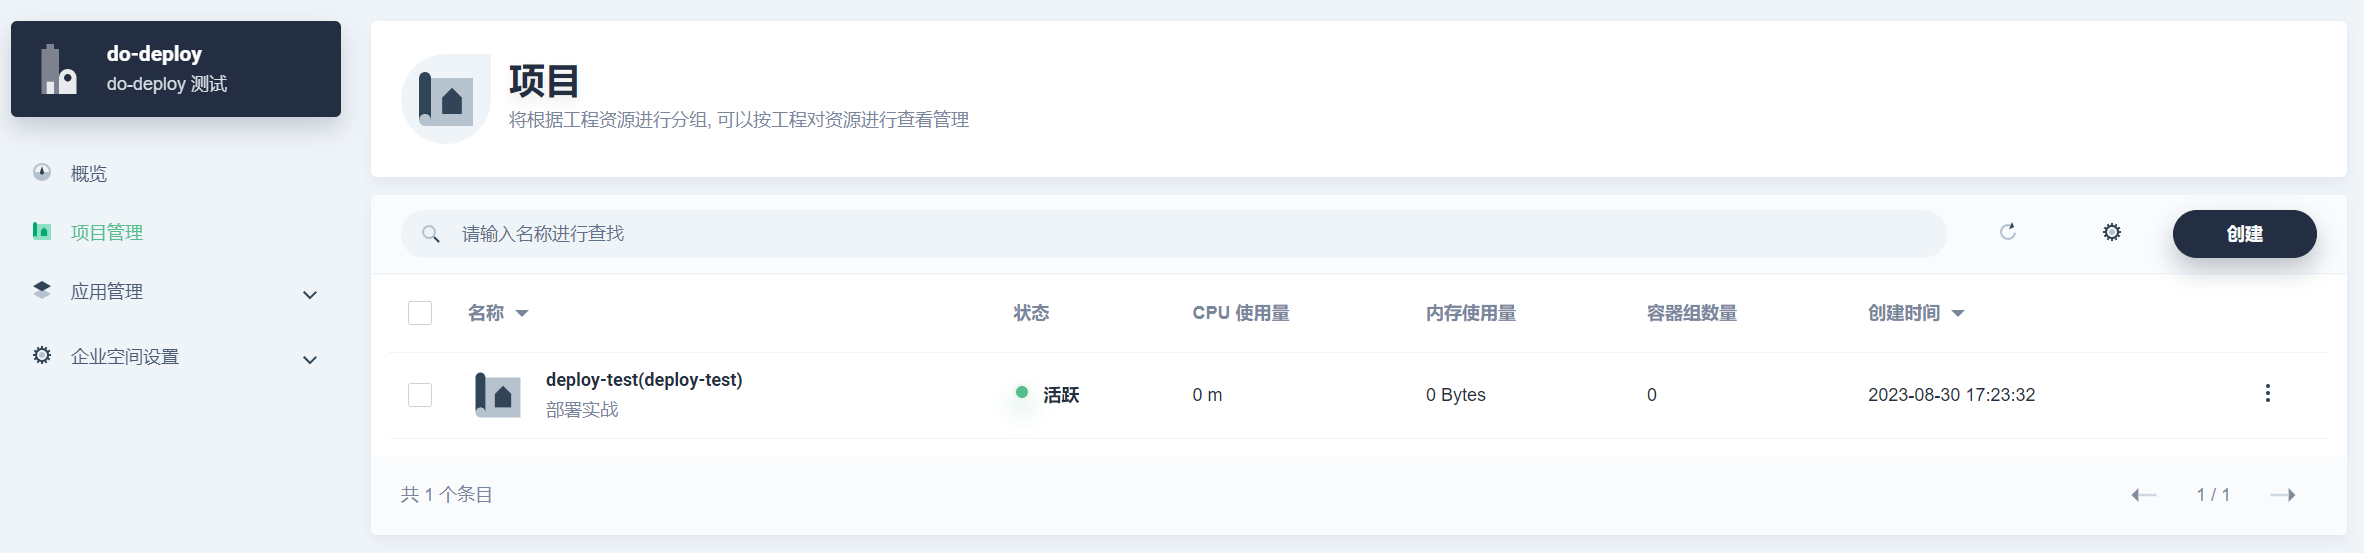 do-deploy
do-deploy 测试
概览
项目管理
应用管理
企业空间设置
项目
将根据工程资源进行分组, 可以按工程对资源进行查看管理
请输入名称进行查找
创建
名称 状态 CPU 使用量 内存使用量 容器组数量 创建时间
deploy-test(deploy-test)
部署实战
活跃 0 m 0 Bytes 0 2023-08-30 17:23:32
共 1 个条目
1 / 1